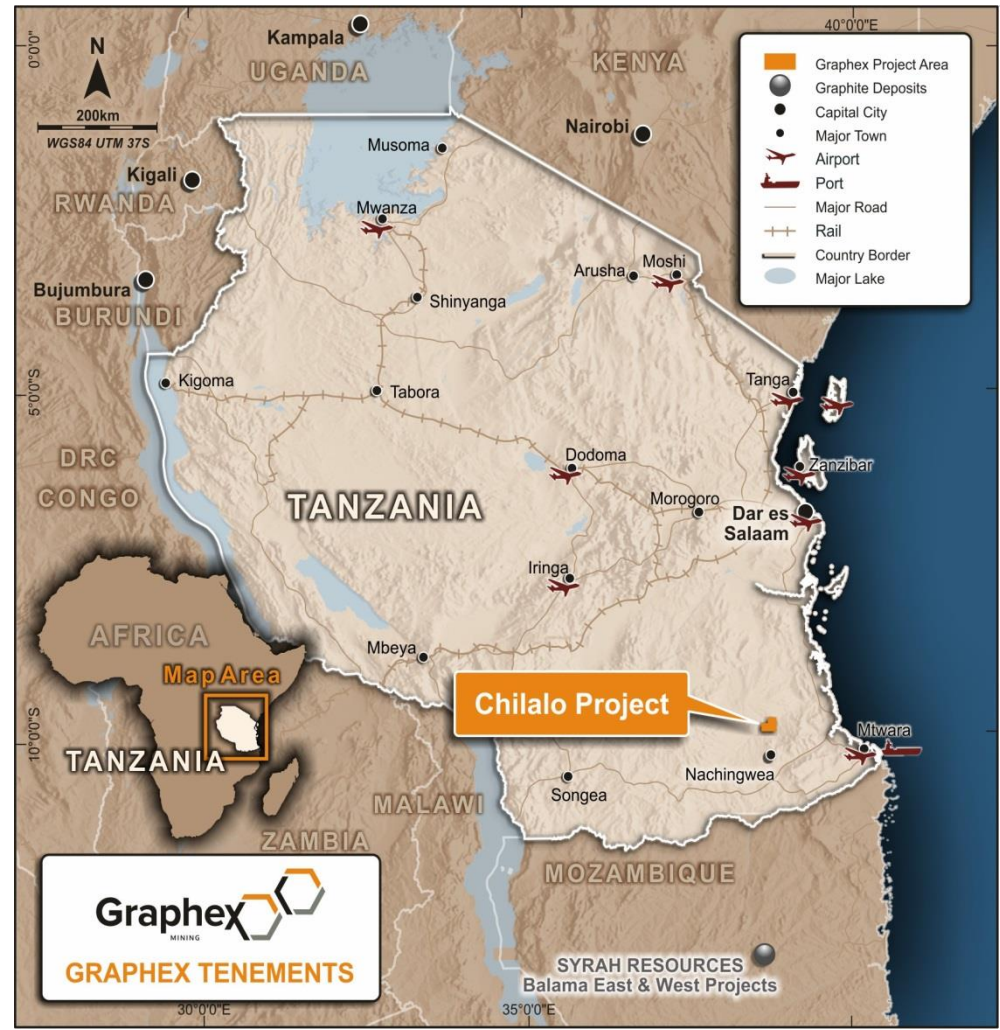 Kampala
UGANDA
KENYA
40°0'0"E
0°0'0"
N
200km
WGS84 UTM 37S
Graphex Project Area
Graphite Deposits
Capital City
Major Town
Airport
Port
Major Road
Rail
Country Border
Major Lake
Nairobi
Musoma
Kigali
RWANDA
Mwanza
Arusha
Moshi
Bujumbura
BURUNDI
Shinyanga
Kigoma
Tabora
Tanga
5°0'0"S
DRC
CONGO
Dodoma
Zanzibar
TANZANIA
Morogoro
Dar es
Salaam
Iringa
AFRICA
Map Area
TANZANIA
Mbeya
Chilalo Project
10°0'0"S
Mtwara
Nachingwea
Songea
MALAWI
ZAMBIA
MOZAMBIQUE
Graphex
MINING
GRAPHEX TENEMENTS
SYRAH RESOURCES
Balama East & West Projects
30°0'0"E
35°0'0"E